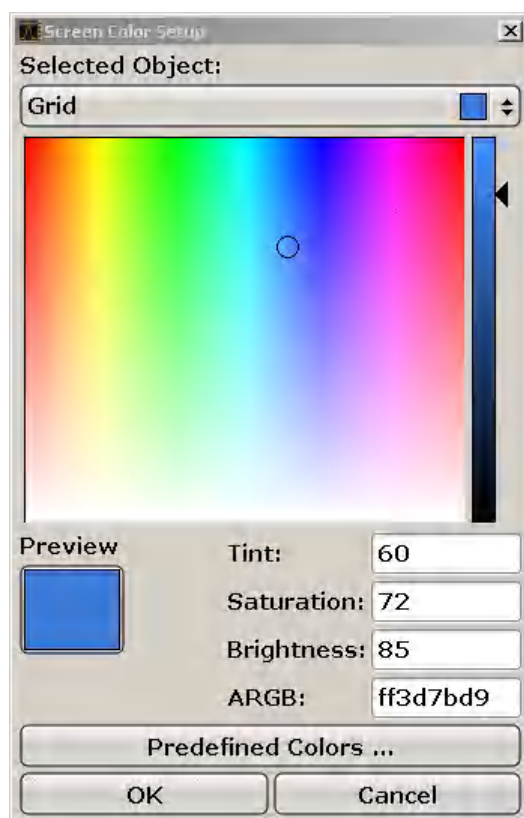 Screen Color Setup
Selected Object:
Grid
Preview
Tint: 60
Saturation: 72
Brightness: 85
ARGB: ff3d7bd9
Predefined Colors ...
OK Cancel